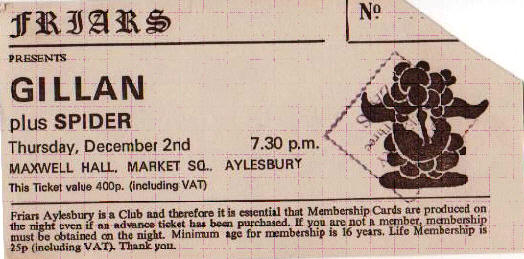 FRIARS
Nº
PRESENTS
GILLAN
plus SPIDER
Thursday, December 2nd 7.30 p.m.
MAXWELL HALL, MARKET SQ., AYLESBURY
This Ticket value 400p. (including VAT)
Friars Aylesbury is a Club and therefore it is essential that Membership Cards are produced on
the night even if an advance ticket has been purchased. If you are not a member, membership
must be obtained on the night. Minimum age for membership is 16 years. Life Membership is
25p (including VAT). Thank you.